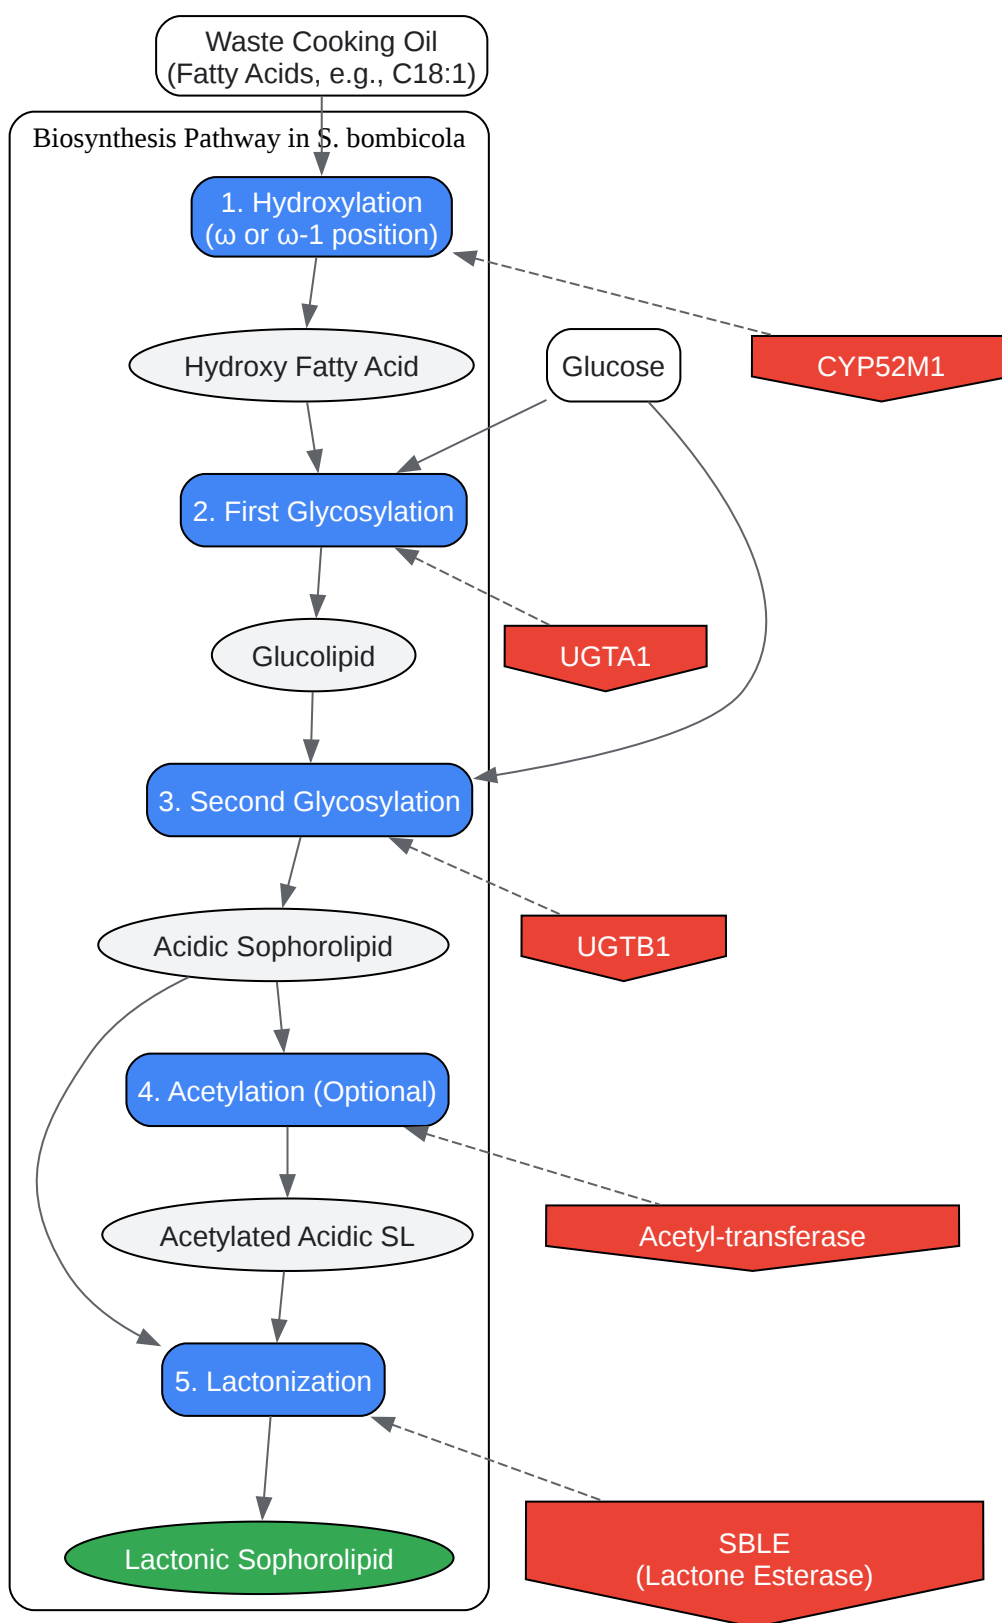 Waste Cooking Oil
(Fatty Acids, e.g., C18:1)
Biosynthesis Pathway in S. bombicola
1. Hydroxylation
(ω or ω-1 position)
CYP52M1
Hydroxy Fatty Acid
Glucose
2. First Glycosylation
UGTA1
Glucolipid
3. Second Glycosylation
UGTB1
Acidic Sophorolipid
4. Acetylation (Optional)
Acetyl-transferase
Acetylated Acidic SL
5. Lactonization
SBLE
(Lactone Esterase)
Lactonic Sophorolipid